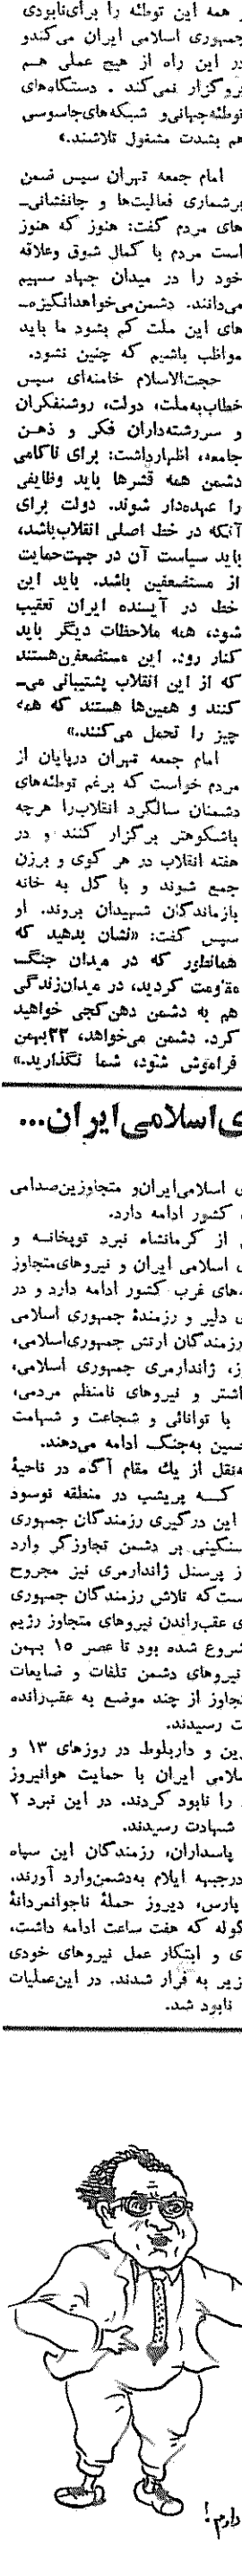 و همه این توطئه را برای‌نابودی
جمهوری اسلامی ایران می‌کندو
در این راه از هیچ عملی هم
فروگزار نمی‌کند . دستگاه‌های
توطئه‌جهانی‌و شبکه‌های‌جاسوسی
هم بشدت مشغول تلاشند.»
امام جمعه تهران سپس ضمن
برشماری فعالیت‌ها و جانفشانی‌ـ
های مردم گفت: هنوز که هنوز
است مردم با کمال شوق وعلاقه
خود را در میدان جهاد سهیم
می‌دانند. دشمن‌می‌خواهدانگیزه‌ـ
های این ملت کم بشود ما باید
مواظب باشیم که چنین نشود.
حجت‌الاسلام خامنه‌ای سپس
خطاب‌به‌ملت، دولت، روشنفکران
و سررشته‌داران فکر و ذهن
جامعه، اظهارداشت: برای ناکامی
دشمن همه قشرها باید وظایفی
را عهده‌دار شوند. دولت برای
آنکه در خط اصلی انقلاب‌باشد،
باید سیاست آن در جهت‌حمایت
از مستضعفین باشد. باید این
خط در آینده ایران تعقیب
شود، همه ملاحظات دیگر باید
کنار رود. این مستضعفین‌هستند
که از این انقلاب پشتیبانی می‌ـ
کنند و همین‌ها هستند که همه
چیز را تحمل می‌کنند.»
امام جمعه تهران درپایان از
مردم خواست که برغم توطئه‌های
دشمنان سالگرد انقلاب‌را هرچه
باشکوهتر برگزار کنند و در
هفته انقلاب در هر کوی و برزن
جمع شوند و با گل به خانه
بازماندگان شهیدان بروند. او
سپس گفت: «نشان بدهید که
همانطور که در میدان جنگ
مقاومت کردید، در میدان‌زندگی
هم به دشمن دهن‌کجی خواهید
کرد. دشمن می‌خواهد، ۲۲بهمن
فراموش شود، شما نگذارید.»
ی‌اسلامی‌ایران...
ی اسلامی‌ایران‌و متجاوزین‌صدامی
کشور ادامه دارد.
از کرمانشاه نبرد توپخانه و
ی اسلامی ایران و نیروهای‌متجاوز
ه‌های غرب کشور ادامه دارد و در
ی دلیر و رزمندهٔ جمهوری اسلامی
رزمندگان ارتش جمهوری‌اسلامی،
ز، ژاندارمری جمهوری اسلامی،
اشتر و نیروهای نامنظم مردمی،
با توانائی و شجاعت و شهامت
حسین به‌جنگ ادامه می‌دهند.
ه‌نقل از یك مقام آگاه در ناحیهٔ
که پریشب در منطقه نوسود
این درگیری رزمندگان جمهوری
سنگینی بر دشمن تجاوزگر وارد
ز پرسنل ژاندارمری نیز مجروح
ست‌که تلاش رزمندگان جمهوری
ی عقب‌راندن نیروهای متجاوز رژیم
شروع شده بود تا عصر ۱۵ بهمن
نیروهای دشمن تلفات و ضایعات
تجاوز از چند موضع به عقب‌رانده
ت رسیدند.
رین و داربلوط در روزهای ۱۳ و
سلامی ایران با حمایت هوانیروز
را نابود کردند. در این نبرد ۲
شهادت رسیدند.
پاسداران، رزمندگان این سپاه
درجبهه ایلام به‌دشمن‌وارد آورند.
پارس، دیروز حملهٔ ناجوانمردانهٔ
گوله که هفت ساعت ادامه داشت،
ی و ابتکار عمل نیروهای خودی
زیر به فرار شدند. در این‌عملیات
نابود شد.
دارم!